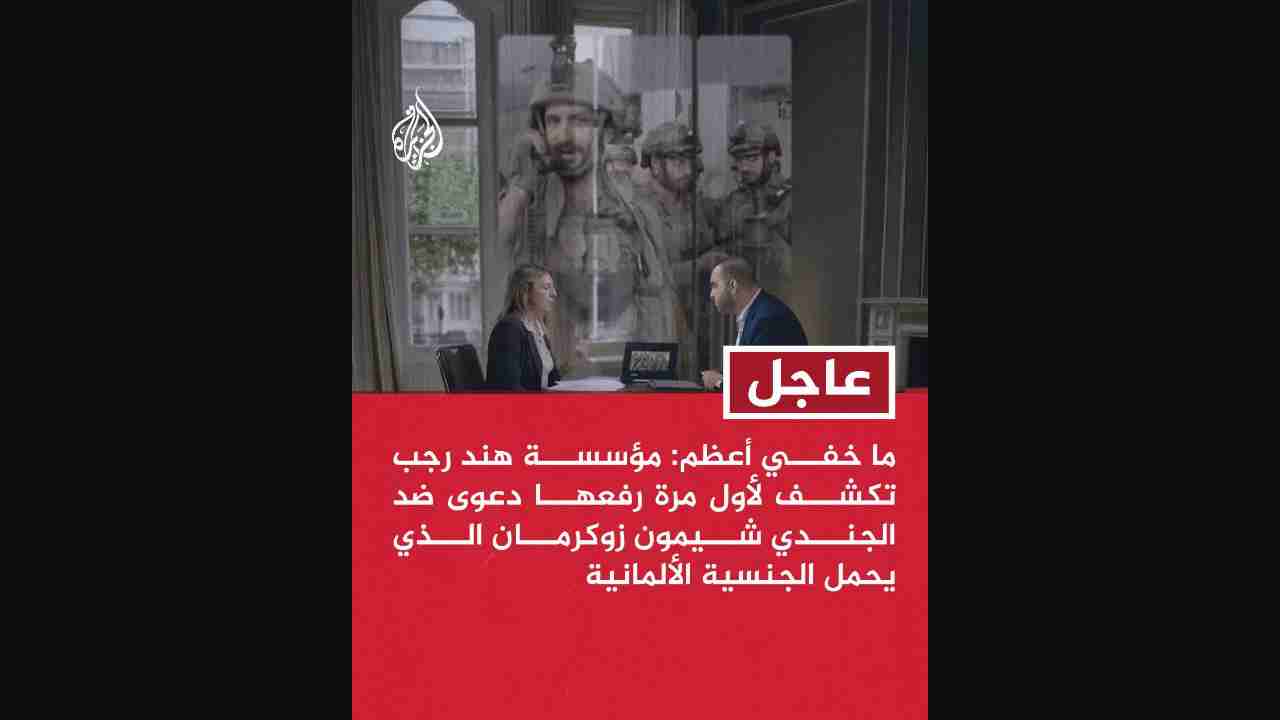 الجزيرة
عاجل
ما خفي أعظم: مؤسسة هند رجب
تكشف لأول مرة رفعها دعوى ضد
الجندي شيمون زوكرمان الذي
يحمل الجنسية الألمانية